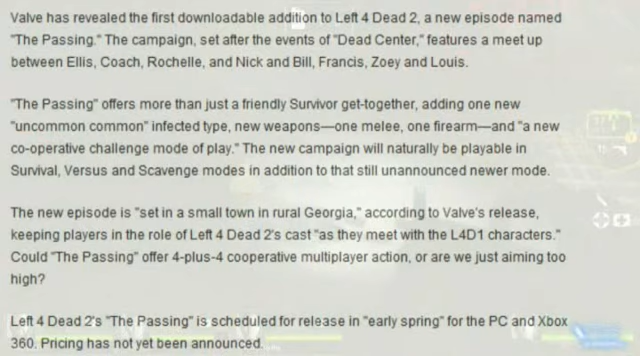 Valve has revealed the first downloadable addition to Left 4 Dead 2, a new episode named
"The Passing." The campaign, set after the events of "Dead Center," features a meet up
between Ellis, Coach, Rochelle, and Nick and Bill, Francis, Zoey and Louis.
"The Passing" offers more than just a friendly Survivor get-together, adding one new
"uncommon common" infected type, new weapons—one melee, one firearm—and "a new
co-operative challenge mode of play." The new campaign will naturally be playable in
Survival, Versus and Scavenge modes in addition to that still unannounced newer mode.
The new episode is "set in a small town in rural Georgia," according to Valve's release,
keeping players in the role of Left 4 Dead 2's cast "as they meet with the L4D1 characters."
Could "The Passing" offer 4-plus-4 cooperative multiplayer action, or are we just aiming too
high?
Left 4 Dead 2's "The Passing" is scheduled for release in "early spring" for the PC and Xbox
360. Pricing has not yet been announced.